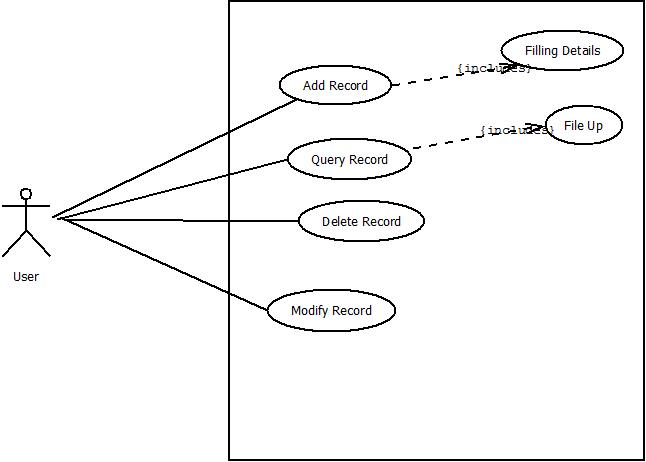 Filling Details
{includes}
Add Record
File Up
{includes}
Query Record
Delete Record
User
Modify Record